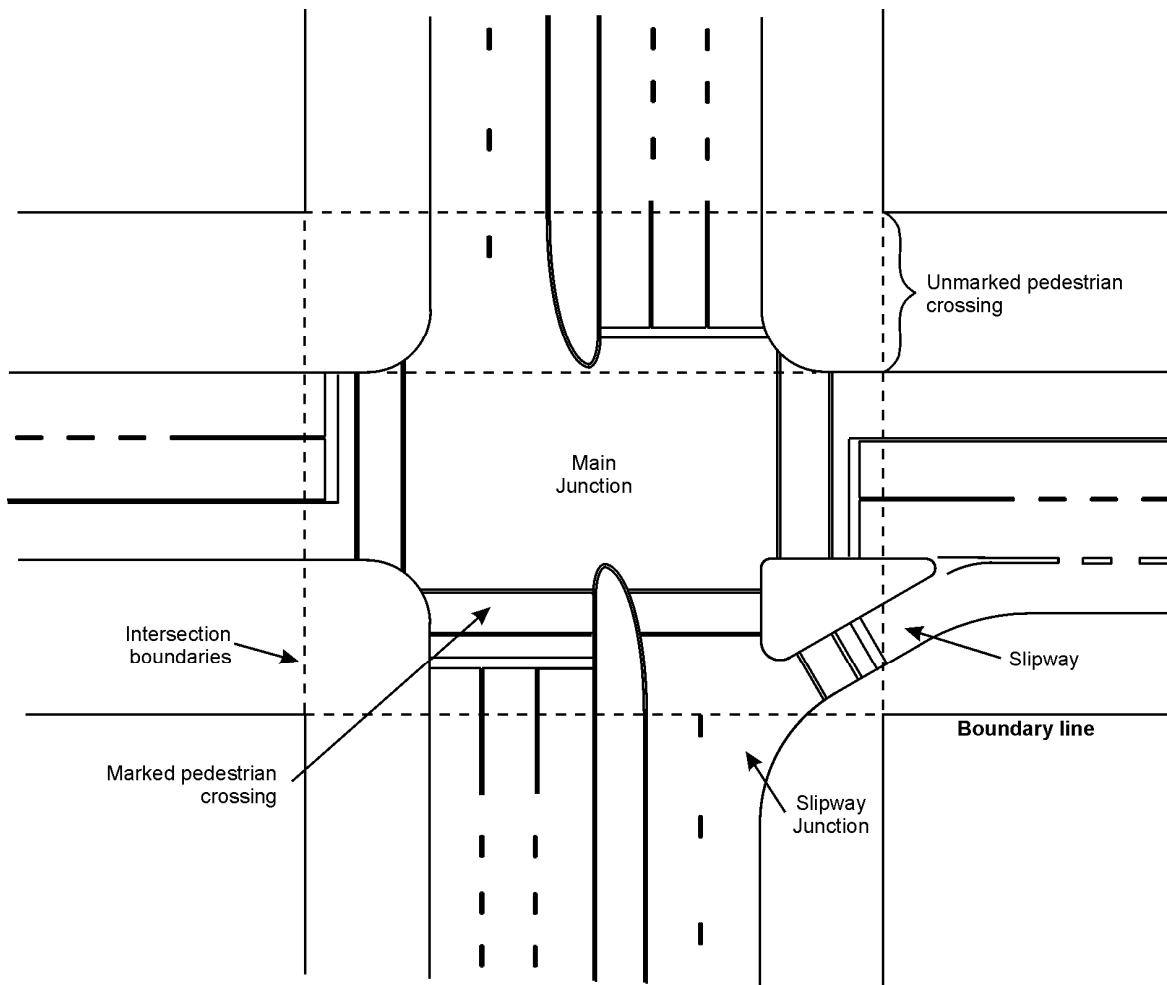 Unmarked pedestrian
crossing
Main
Junction
Intersection
boundaries
Slipway
Boundary line
Marked pedestrian
crossing
Slipway
Junction